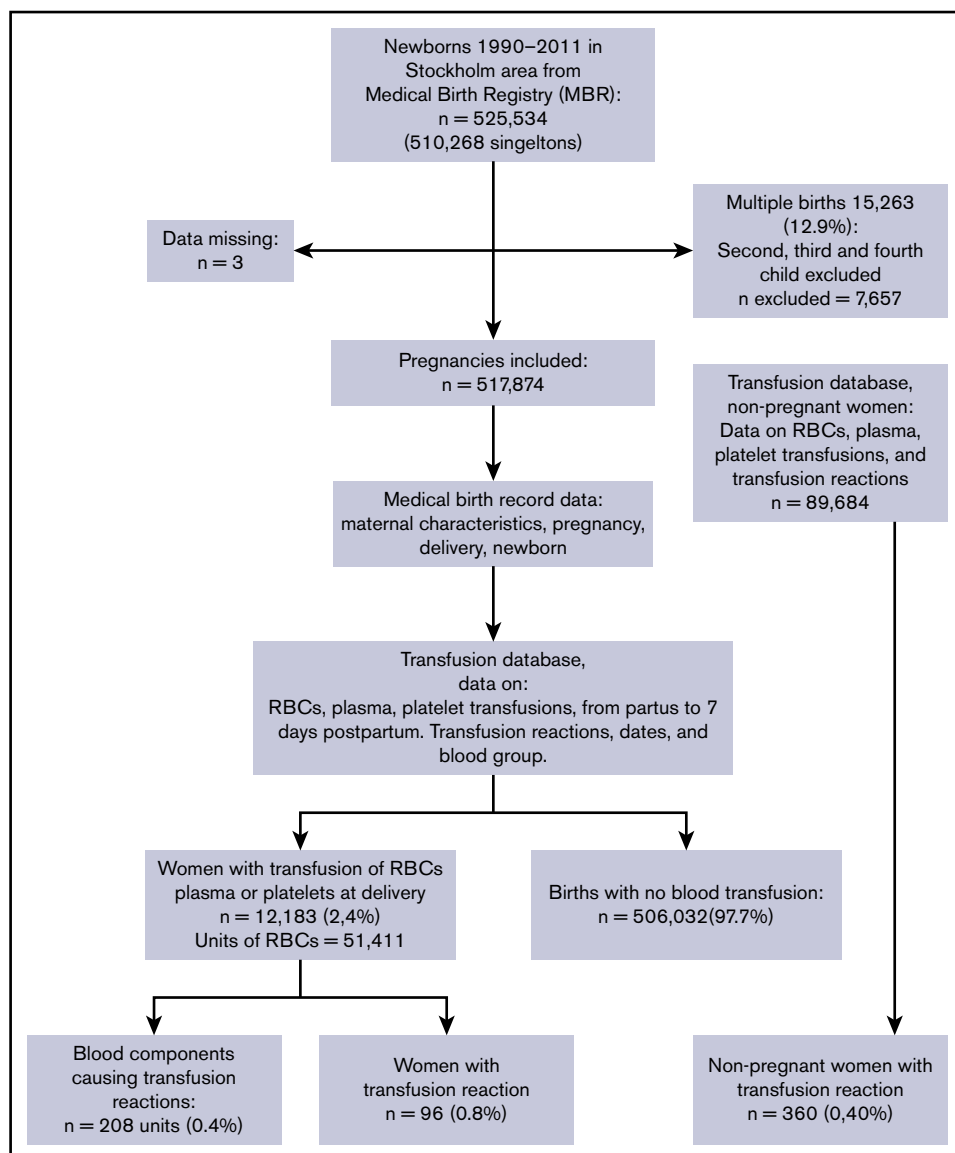 Newborns 1990–2011 in
Stockholm area from
Medical Birth Registry (MBR):
n = 525,534
(510,268 singeltons)
Data missing:
n = 3
Multiple births 15,263
(12.9%):
Second, third and fourth
child excluded
n excluded = 7,657
Pregnancies included:
n = 517,874
Transfusion database,
non-pregnant women:
Data on RBCs, plasma,
platelet transfusions, and
transfusion reactions
n = 89,684
Medical birth record data:
maternal characteristics, pregnancy,
delivery, newborn
Transfusion database,
data on:
RBCs, plasma, platelet transfusions, from partus to 7
days postpartum. Transfusion reactions, dates, and
blood group.
Women with transfusion of RBCs
plasma or platelets at delivery
n = 12,183 (2,4%)
Units of RBCs = 51,411
Births with no blood transfusion:
n = 506,032(97.7%)
Blood components
causing transfusion
reactions:
n = 208 units (0.4%)
Women with
transfusion reaction
n = 96 (0.8%)
Non-pregnant women with
transfusion reaction
n = 360 (0,40%)